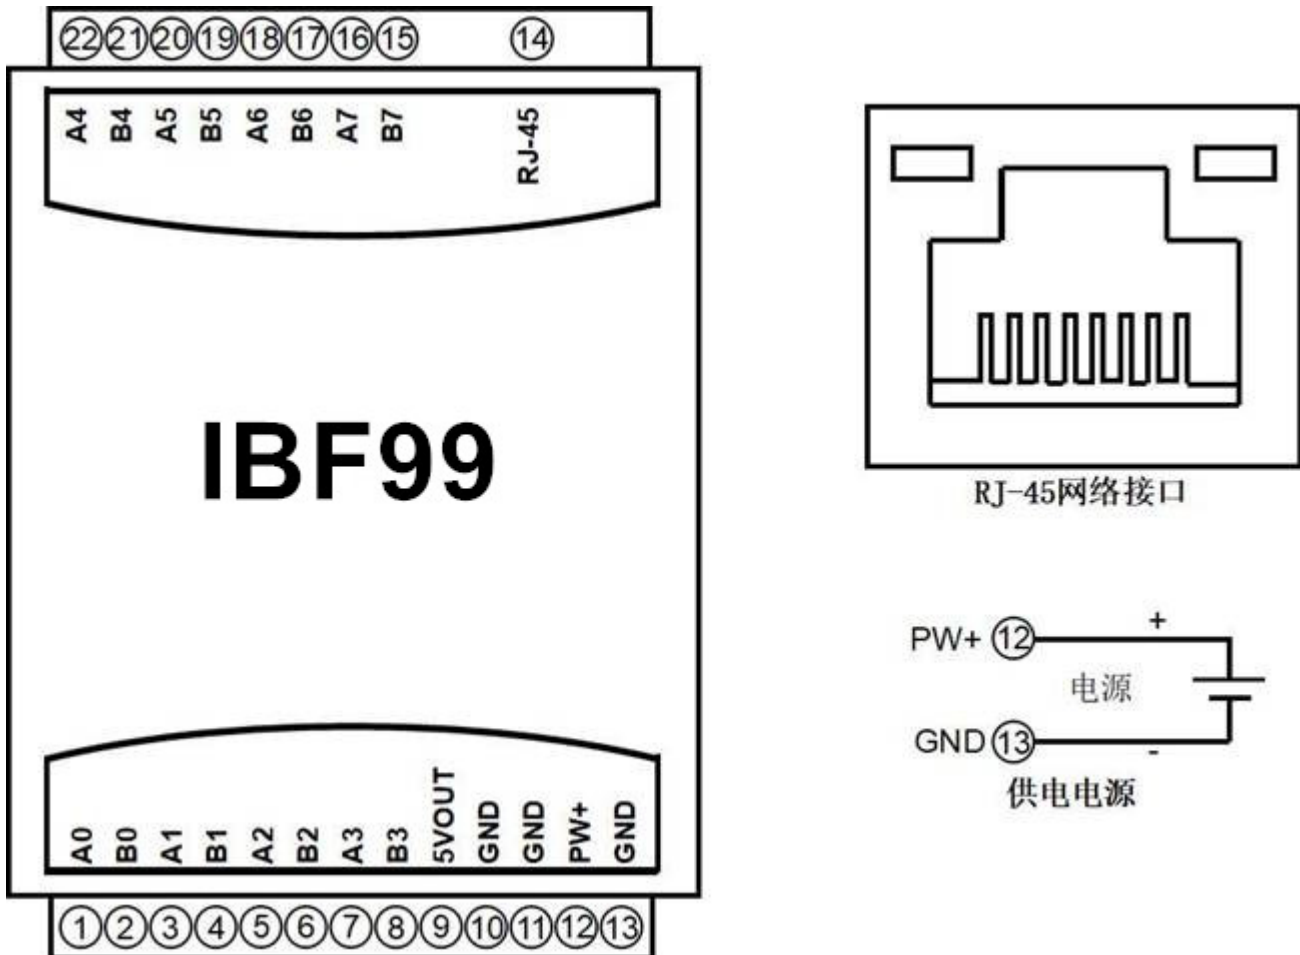 22 21 20 19 18 17 16 15 14
A4 B4 A5 B5 A6 B6 A7 B7 RJ-45
IBF99
A0 B0 A1 B1 A2 B2 A3 B3 5VOUT GND GND PW+ GND
1 2 3 4 5 6 7 8 9 10 11 12 13
RJ-45网络接口
PW+ 12 +
电源
GND 13 -
供电电源